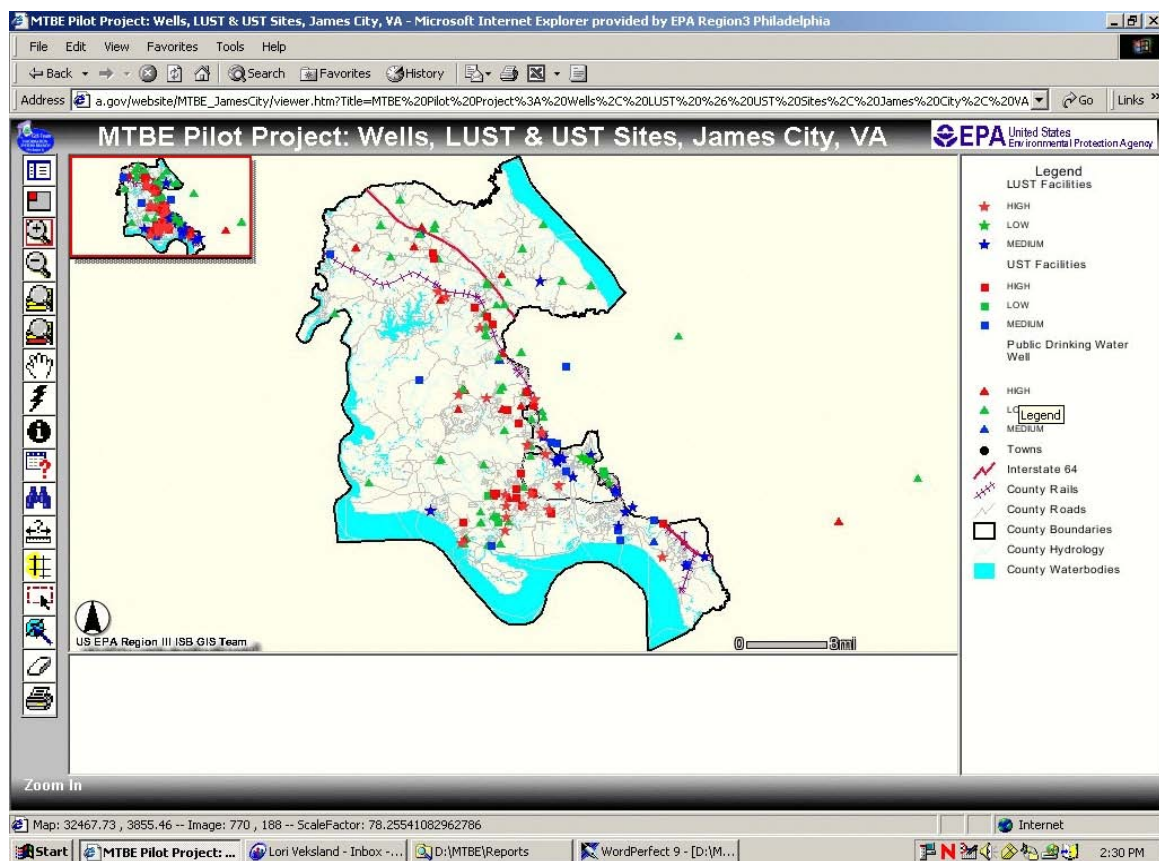 MTBE Pilot Project: Wells, LUST & UST Sites, James City, VA - Microsoft Internet Explorer provided by EPA Region3 Philadelphia
File Edit View Favorites Tools Help
Back Search Favorites History
Address a.gov/website/MTBE_JamesCity/viewer.htm?Title=MTBE%20Pilot%20Project%3A%20Wells%2C%20LUST%20%26%20UST%20Sites%2C%20James%20City%2C%20VA Go Links »
MTBE Pilot Project: Wells, LUST & UST Sites, James City, VA
EPA United States
Environmental Protection Agency
Legend
LUST Facilities
HIGH
LOW
MEDIUM
UST Facilities
HIGH
LOW
MEDIUM
Public Drinking Water
Well
HIGH
LO Legend
MEDIUM
Towns
Interstate 64
County Rails
County Roads
County Boundaries
County Hydrology
County Waterbodies
US EPA Region III ISB GIS Team
0 3mi
Zoom In
Map: 32467.73 , 3855.46 -- Image: 770 , 188 -- ScaleFactor: 78.25541082962786
Internet
Start MTBE Pilot Project: ... Lori Veksland - Inbox -... D:\MTBE\Reports WordPerfect 9 - [D:\M... 2:30 PM